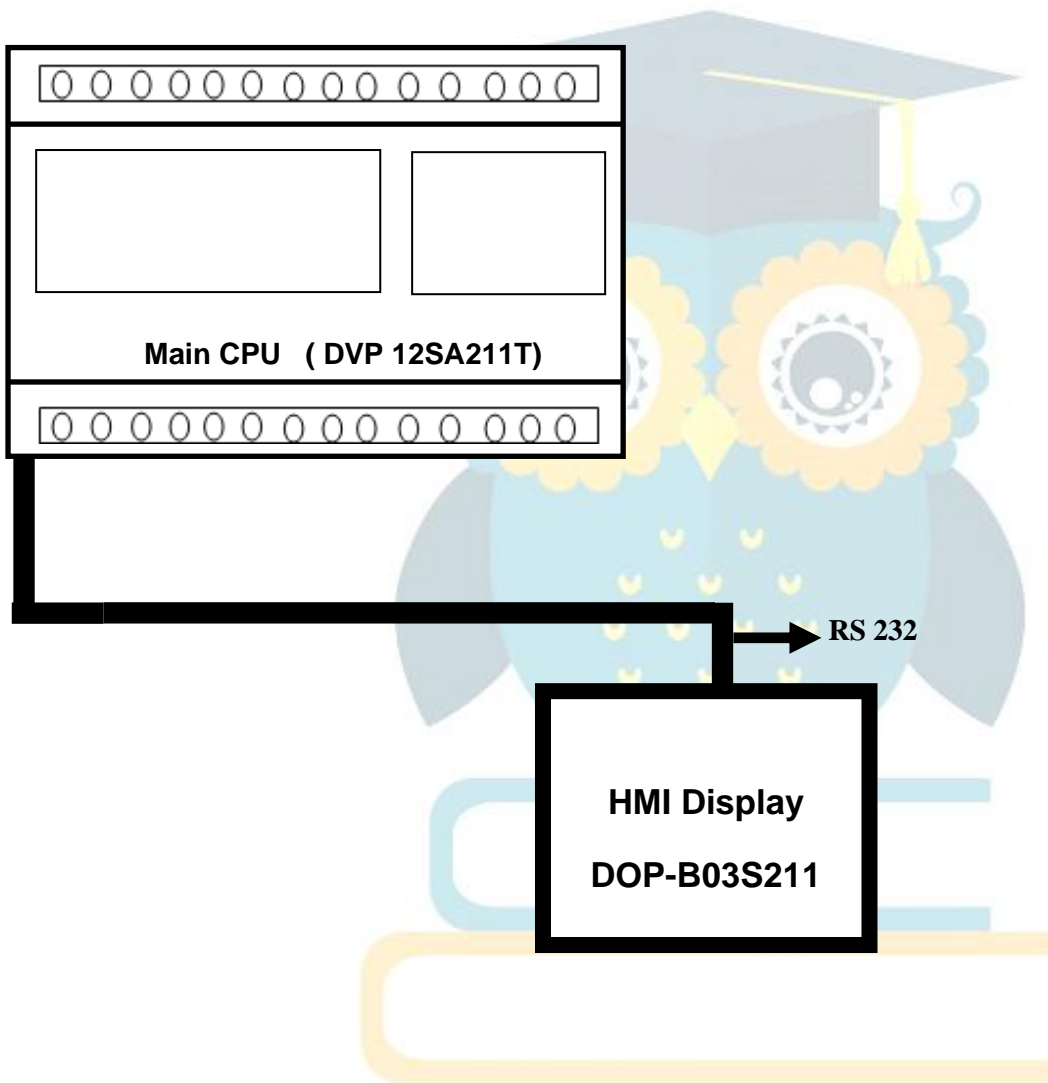 Main CPU ( DVP 12SA211T)
RS 232
HMI Display
DOP-B03S211